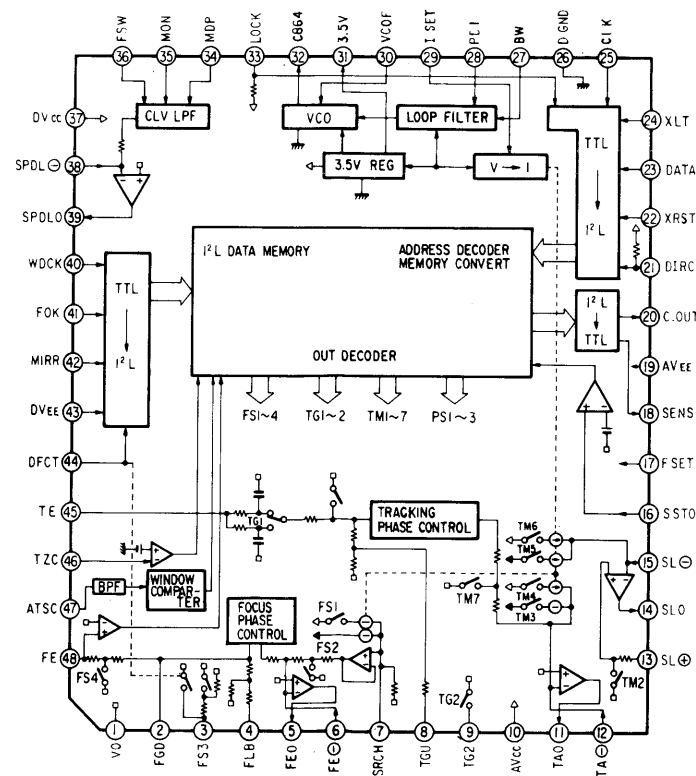 FSW MON MDP LOCK C864 3.5V VCOF ISET PDI BW DGND CLK
36 35 34 33 32 31 30 29 28 27 26 25
DVcc 37
CLV LPF
VCO
LOOP FILTER
3.5V REG
V → I
TTL
I²L
24 XLT
23 DATA
22 XRST
21 DIRC
SPDL⊖ 38
SPDLO 39
WDCK 40
FOK 41
MIRR 42
DVEE 43
DFCT 44
TTL
I²L
I²L DATA MEMORY
ADDRESS DECODER
MEMORY CONVERT
OUT DECODER
I²L
TTL
20 C.OUT
19 AVEE
18 SENS
17 FSET
16 SSTO
FS1~4 TG1~2 TM1~7 PS1~3
TE 45
TZC 46
ATSC 47
FE 48
TG1
TRACKING
PHASE CONTROL
BPF
WINDOW
COMPAR-
TER
FOCUS
PHASE
CONTROL
FS1
FS2
FS4
TM7
TM6
TM5
TM4
TM3
15 SL⊖
14 SLO
13 SL⊕
TM2
TG2
1 2 3 4 5 6 7 8 9 10 11 12
VO FGD FS3 FLB FEO FE⊖ SRCH TGU TG2 AVcc TAO TA⊖